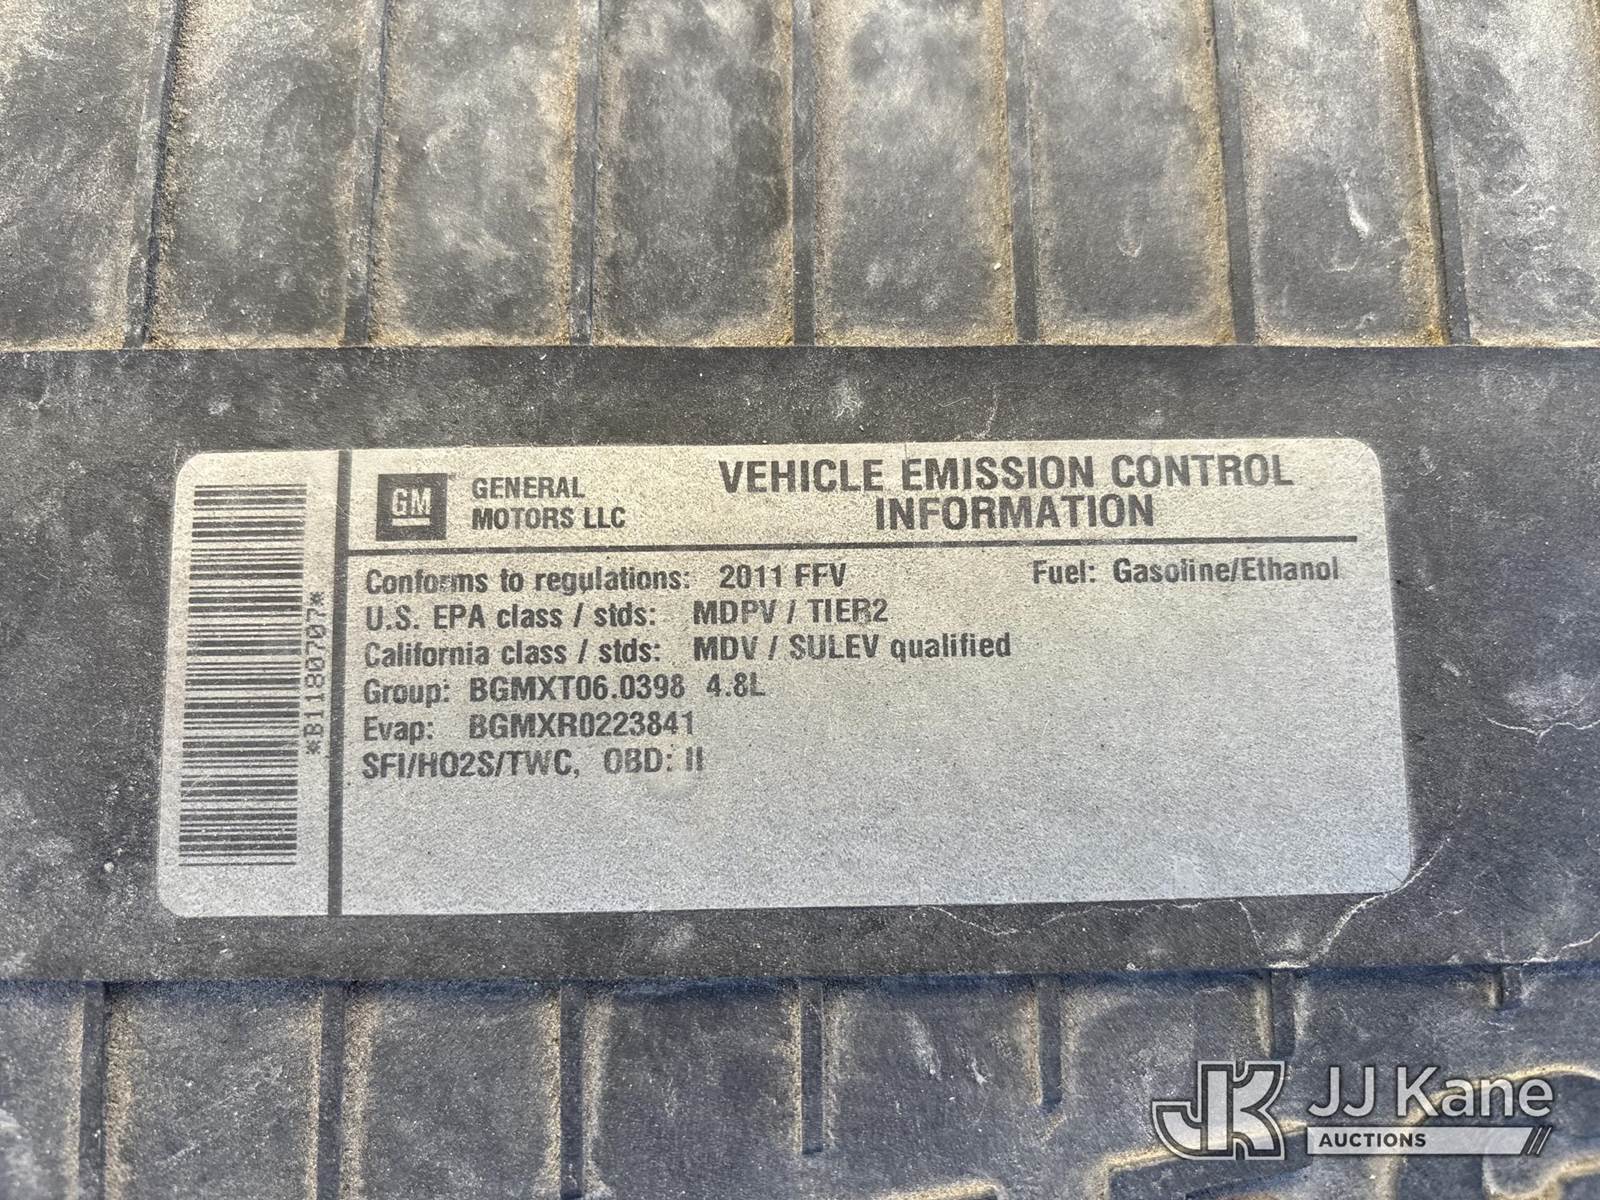 GM GENERAL MOTORS LLC
VEHICLE EMISSION CONTROL
INFORMATION
Conforms to regulations: 2011 FFV Fuel: Gasoline/Ethanol
U.S. EPA class / stds: MDPV / TIER2
California class / stds: MDV / SULEV qualified
Group: BGMXT06.0398 4.8L
Evap: BGMXR0223841
SFI/HO2S/TWC, OBD: II
*B1180707*
JK JJ Kane
AUCTIONS